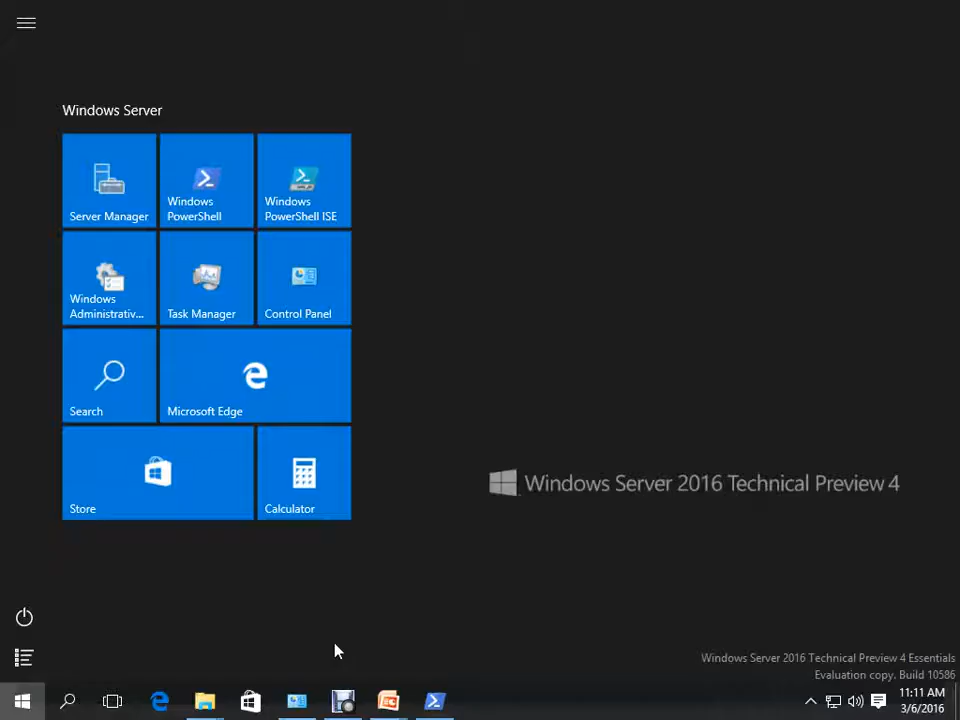 Windows Server
Server Manager
Windows
PowerShell
Windows
PowerShell ISE
Windows
Administrativ...
Task Manager
Control Panel
Search
Microsoft Edge
Store
Calculator
Windows Server 2016 Technical Preview 4
Windows Server 2016 Technical Preview 4 Essentials
Evaluation copy. Build 10586
11:11 AM
3/6/2016